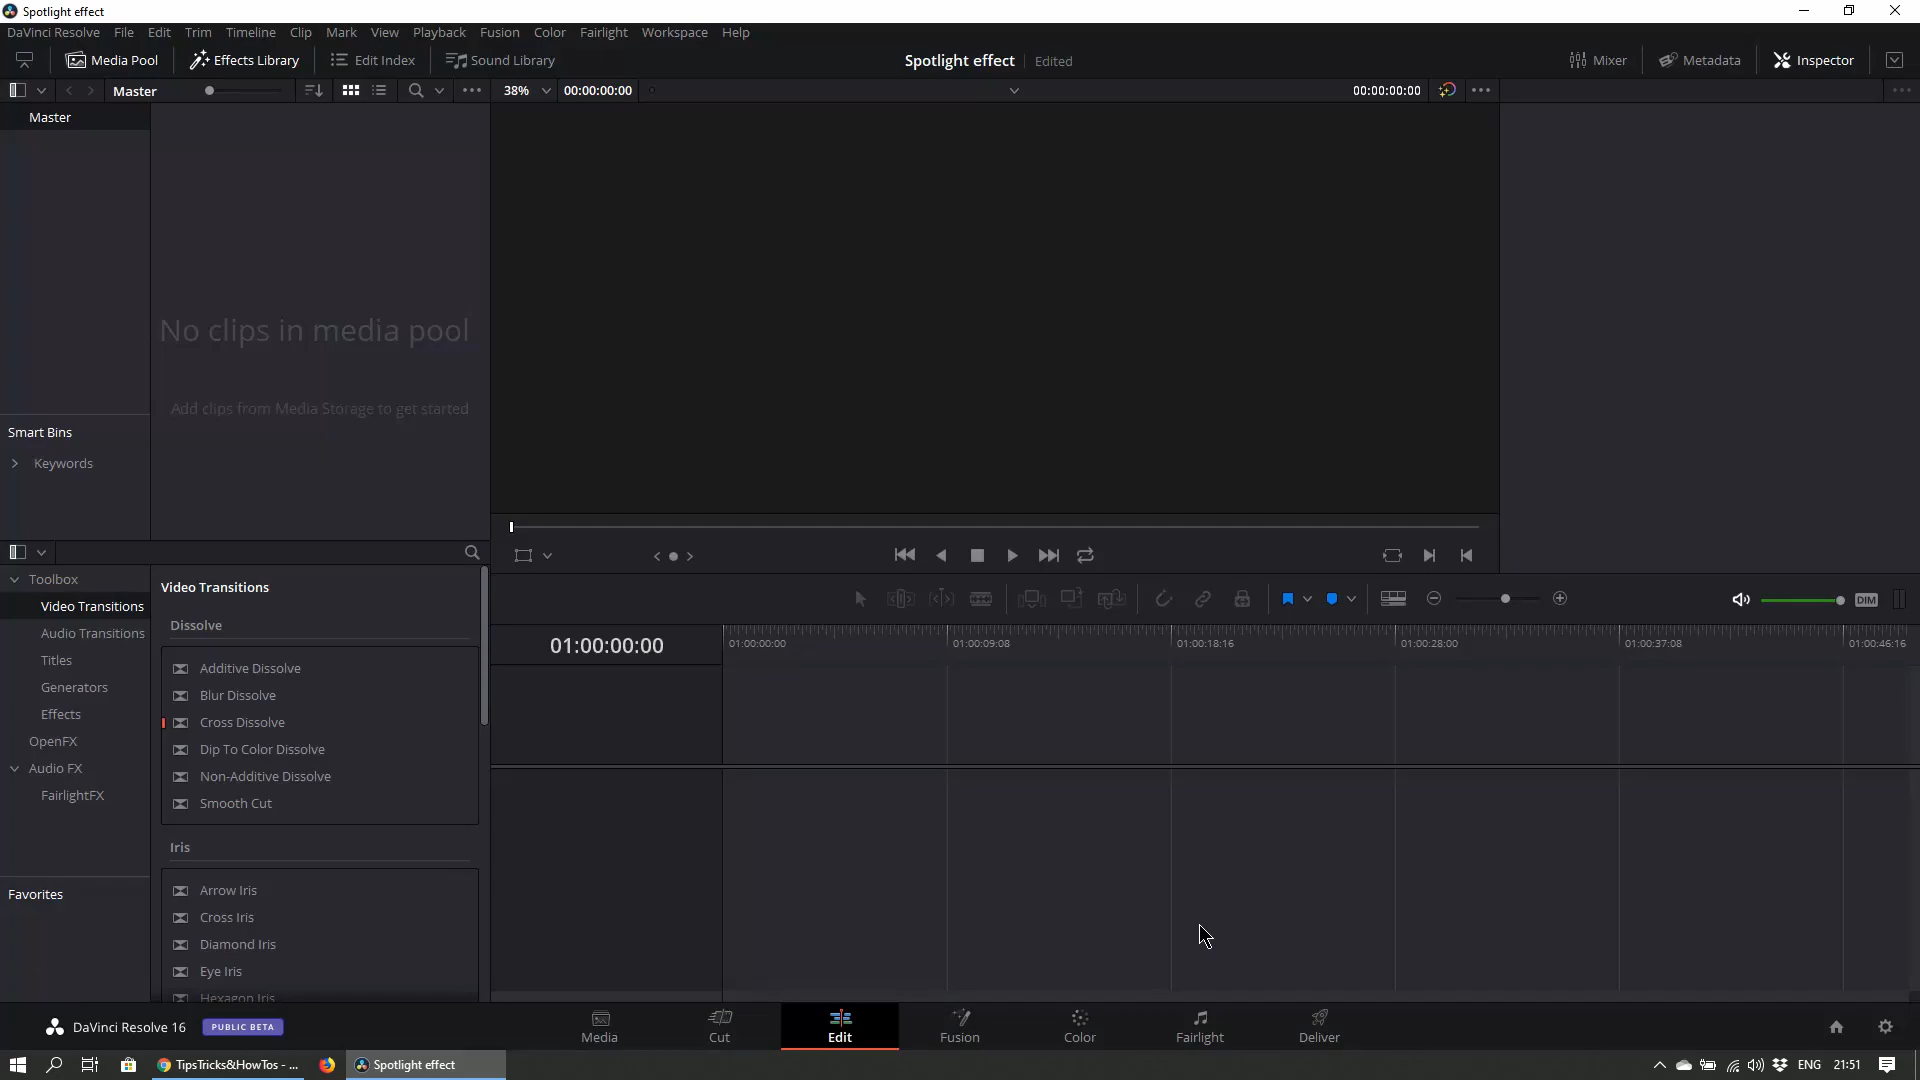 Spotlight effect
DaVinci Resolve File Edit Trim Timeline Clip Mark View Playback Fusion Color Fairlight Workspace Help
Media Pool Effects Library Edit Index Sound Library Spotlight effect Edited Mixer Metadata Inspector
Master 38% 00:00:00:00 00:00:00:00
Master
No clips in media pool
Add clips from Media Storage to get started
Smart Bins
Keywords
Toolbox
Video Transitions
Audio Transitions
Titles
Generators
Effects
OpenFX
Audio FX
FairlightFX
Favorites
Video Transitions
Dissolve
Additive Dissolve
Blur Dissolve
Cross Dissolve
Dip To Color Dissolve
Non-Additive Dissolve
Smooth Cut
Iris
Arrow Iris
Cross Iris
Diamond Iris
Eye Iris
Hexagon Iris
DIM
01:00:00:00 01:00:00:00 01:00:09:08 01:00:18:16 01:00:28:00 01:00:37:08 01:00:46:16
DaVinci Resolve 16 PUBLIC BETA Media Cut Edit Fusion Color Fairlight Deliver
TipsTricks&HowTos - ... Spotlight effect ENG 21:51